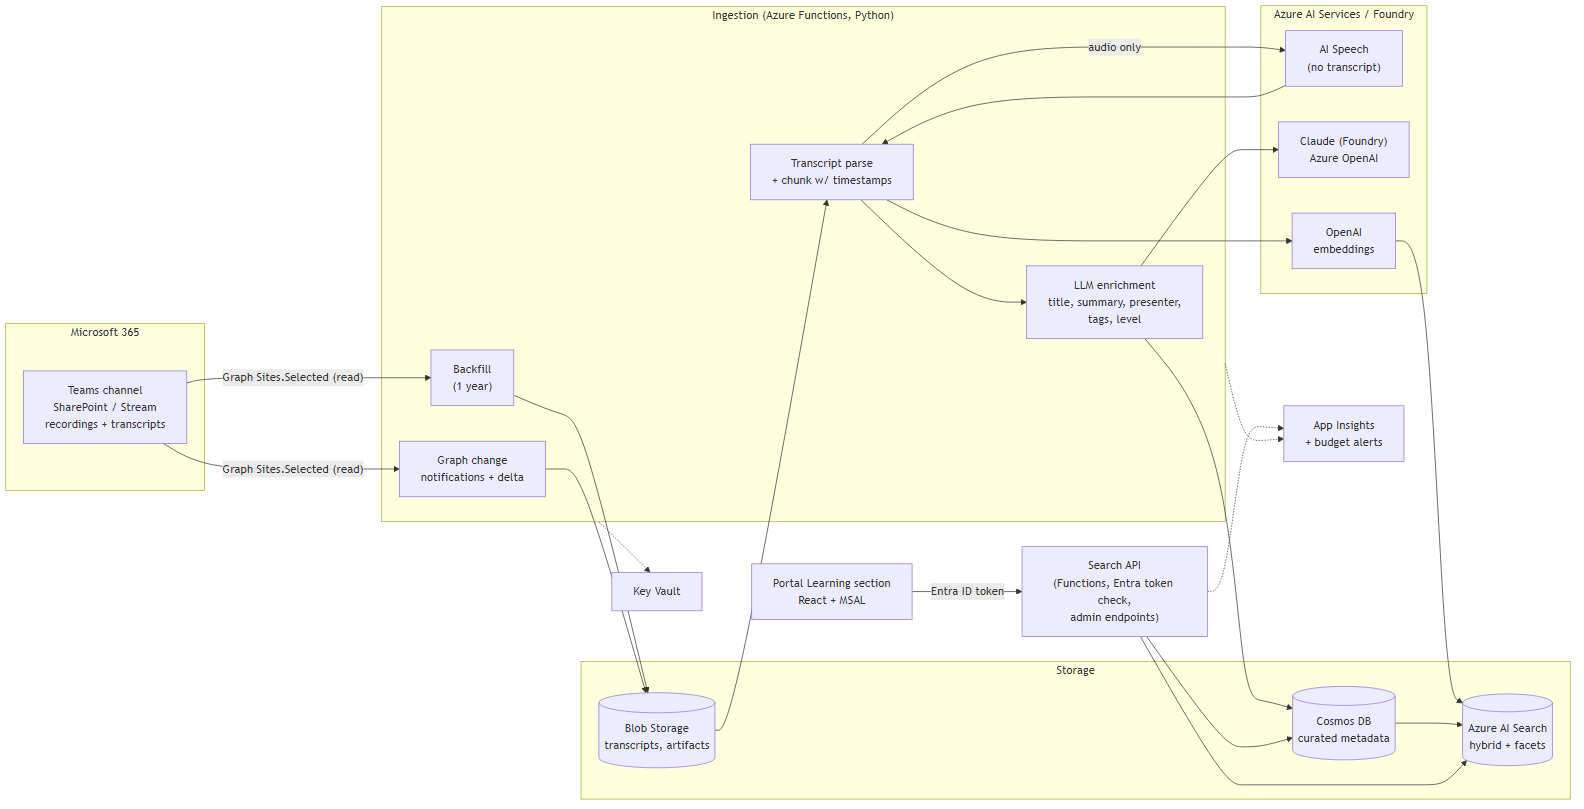 Ingestion (Azure Functions, Python)
Azure AI Services / Foundry
audio only
AI Speech
(no transcript)
Transcript parse
+ chunk w/ timestamps
Claude (Foundry)
Azure OpenAI
OpenAI
embeddings
LLM enrichment
title, summary, presenter,
tags, level
Microsoft 365
Teams channel
SharePoint / Stream
recordings + transcripts
Graph Sites.Selected (read)
Graph Sites.Selected (read)
Backfill
(1 year)
Graph change
notifications + delta
App Insights
+ budget alerts
Key Vault
Portal Learning section
React + MSAL
Entra ID token
Search API
(Functions, Entra token
check,
admin endpoints)
Storage
Blob Storage
transcripts, artifacts
Cosmos DB
curated metadata
Azure AI Search
hybrid + facets